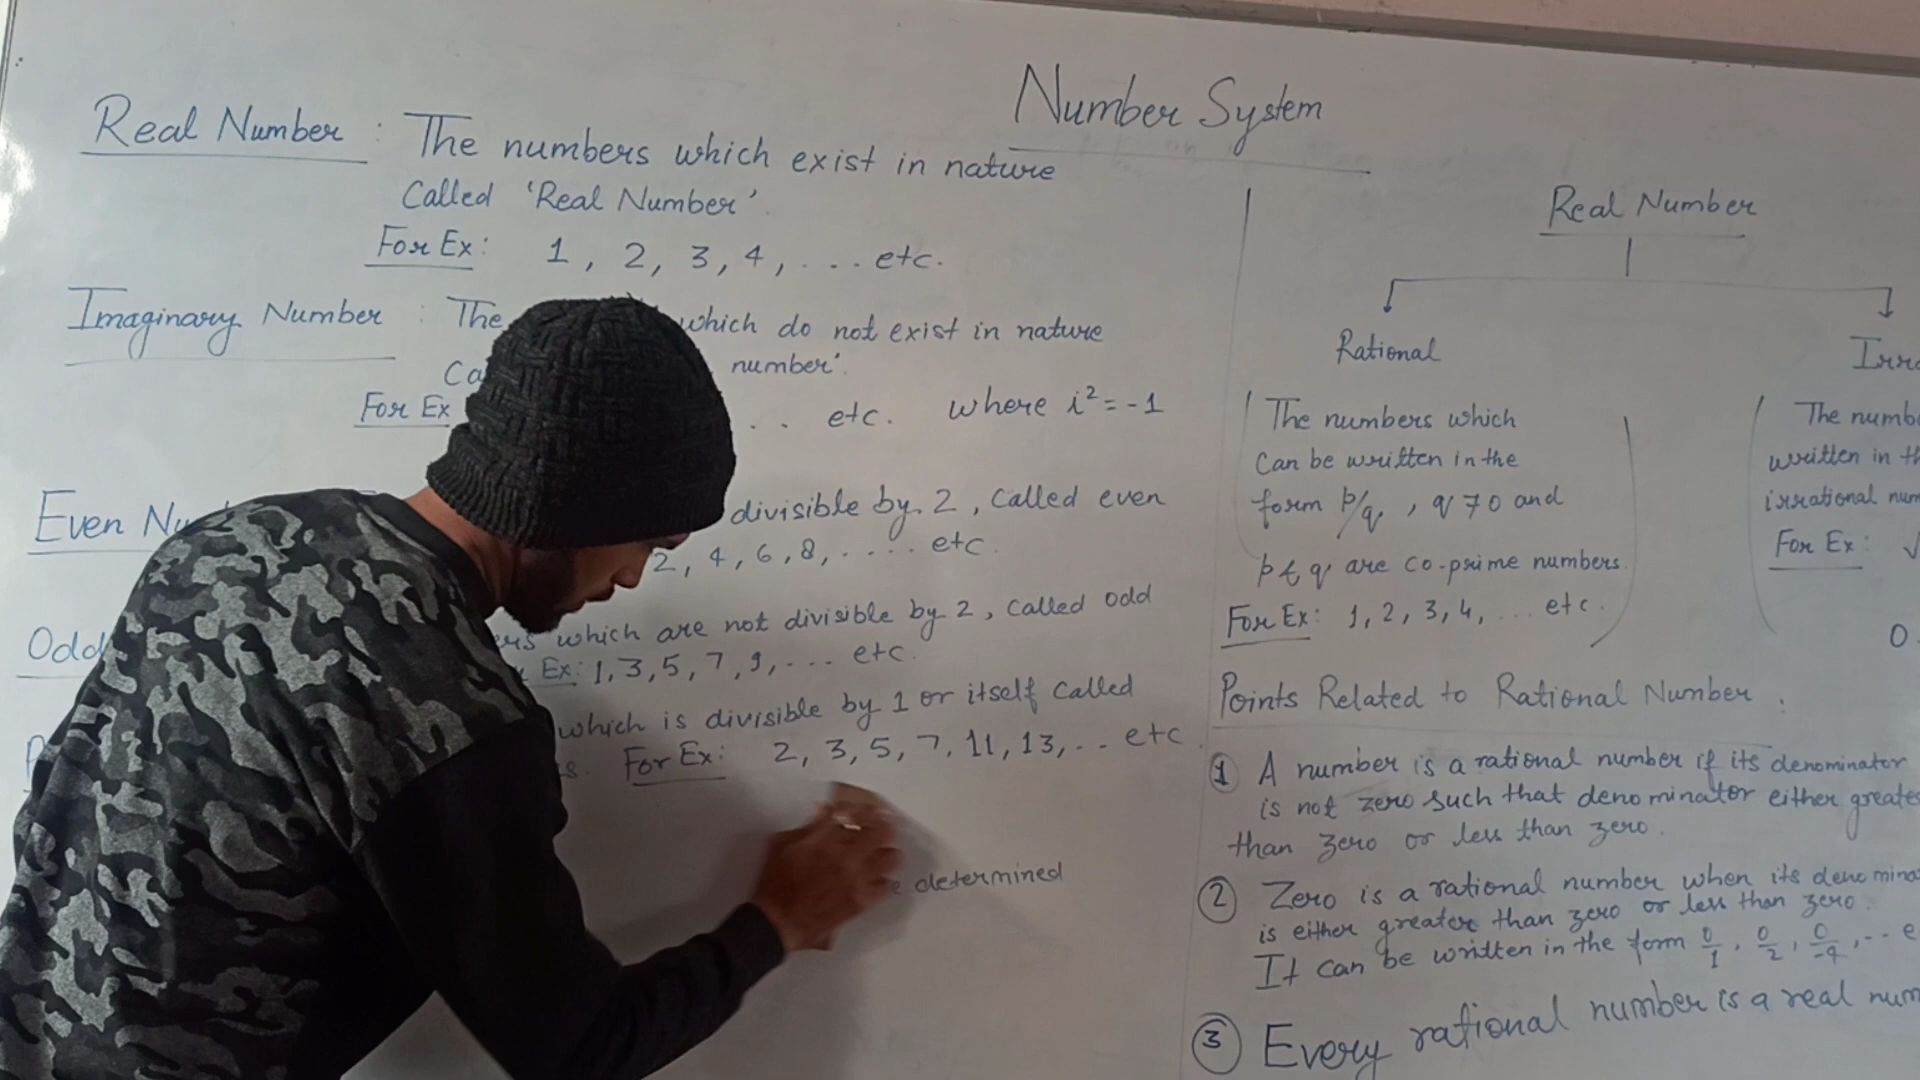 Number System
Real Number : The numbers which exist in nature
Called 'Real Number'.
For Ex: 1, 2, 3, 4, ... etc.
Imaginary Number : The which do not exist in nature
number'.
For Ex . . etc. where i² = -1
Even divisible by 2, Called even
2, 4, 6, 8, .... etc.
Odd which are not divisible by 2, Called odd
Ex: 1, 3, 5, 7, 9, ... etc.
which is divisible by 1 or itself Called
For Ex: 2, 3, 5, 7, 11, 13, .. etc.
determined
Real Number
Rational
The numbers which
Can be written in the
form p/q, q ≠ 0 and
p & q are co-prime numbers.
For Ex: 1, 2, 3, 4, ... etc.
The
written in
irrational
For Ex: √
0
Points Related to Rational Number :
① A number is a rational number if its denominator
is not zero such that denominator either
than zero or less than zero.
② Zero is a rational number when its
is either greater than zero or less than zero.
It can be written in the form 0/1, 0/2, 0/-4, ..
③ Every rational number is a real